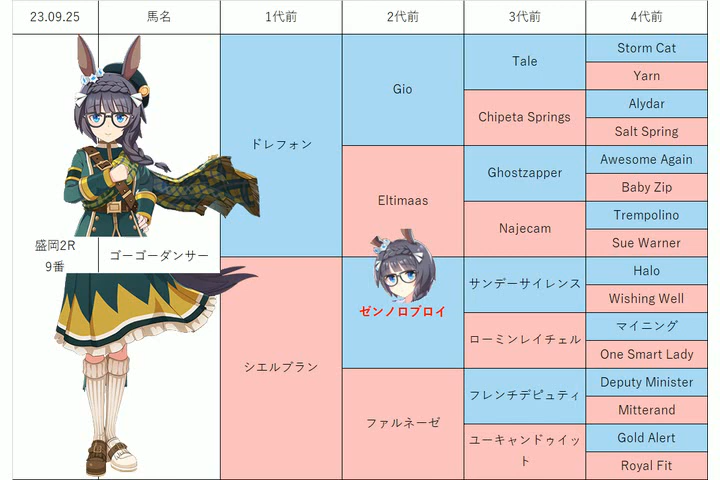 23.09.25 馬名 1代前 2代前 3代前 4代前
盛岡2R
9番
ゴーゴーダンサー
ドレフォン
シエルブラン
Gio
Eltimaas
ゼンノロブロイ
ファルネーゼ
Tale
Chipeta Springs
Ghostzapper
Najecam
サンデーサイレンス
ローミンレイチェル
フレンチデピュティ
ユーキャンドゥイッ
ト
Storm Cat
Yarn
Alydar
Salt Spring
Awesome Again
Baby Zip
Trempolino
Sue Warner
Halo
Wishing Well
マイニング
One Smart Lady
Deputy Minister
Mitterand
Gold Alert
Royal Fit